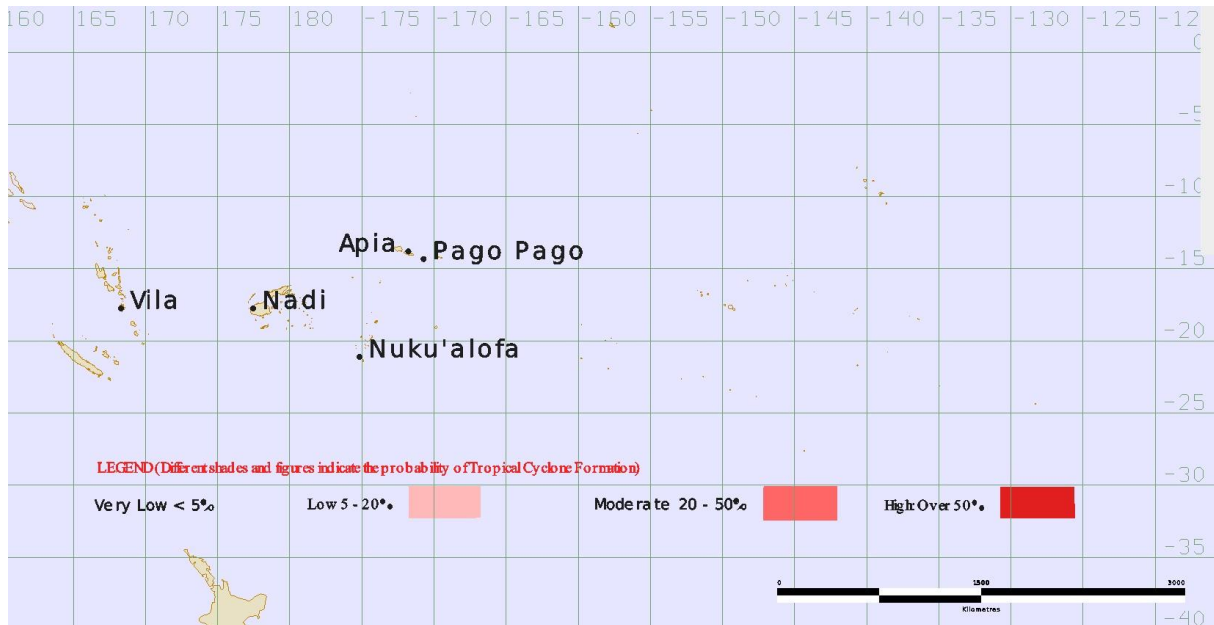 160 165 170 175 180 -175 -170 -165 -160 -155 -150 -145 -140 -135 -130 -12
0
-5
-10
Apia
Pago Pago
-15
Vila
Nadi
-20
Nuku'alofa
-25
LEGEND(Different shades and figures indicate the probability of Tropical Cyclone Formation)
-30
Very Low < 5% Low 5 - 20% Moderate 20 - 50% High: Over 50%
-35
0 1500 3000
Kilometres
-40